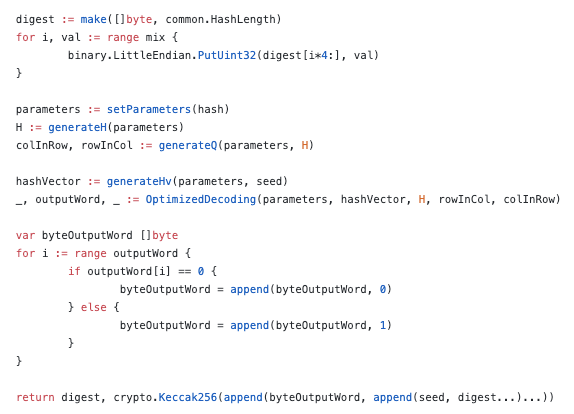 digest := make([]byte, common.HashLength)
for i, val := range mix {
binary.LittleEndian.PutUint32(digest[i*4:], val)
}
parameters := setParameters(hash)
H := generateH(parameters)
colInRow, rowInCol := generateQ(parameters, H)
hashVector := generateHv(parameters, seed)
_, outputWord, _ := OptimizedDecoding(parameters, hashVector, H, rowInCol, colInRow)
var byteOutputWord []byte
for i := range outputWord {
if outputWord[i] == 0 {
byteOutputWord = append(byteOutputWord, 0)
} else {
byteOutputWord = append(byteOutputWord, 1)
}
}
return digest, crypto.Keccak256(append(byteOutputWord, append(seed, digest...)...))